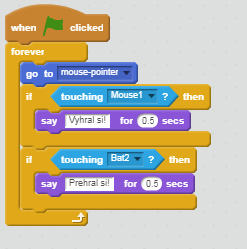 when clicked
forever
go to mouse-pointer
if touching Mouse1 ? then
say Vyhral si! for 0.5 secs
if touching Bat2 ? then
say Prehral si! for 0.5 secs